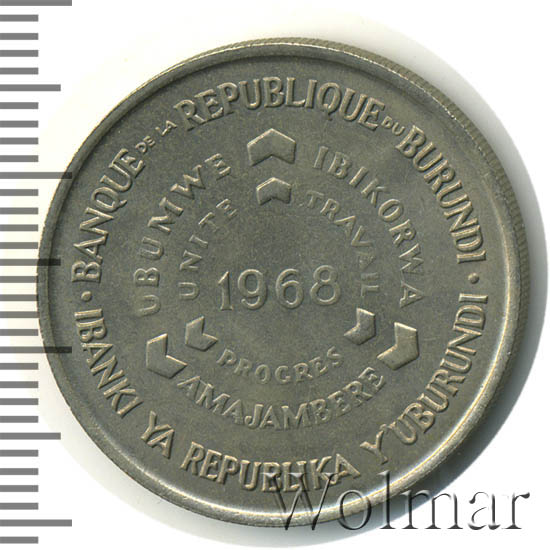 BANQUE DE LA REPUBLIQUE DU BURUNDI
IBANKI YA REPUBLIKA Y'UBURUNDI
UBUMWE IBIKORWA
AMAJAMBERE
UNITE TRAVAIL
PROGRES
1968
Wolmar